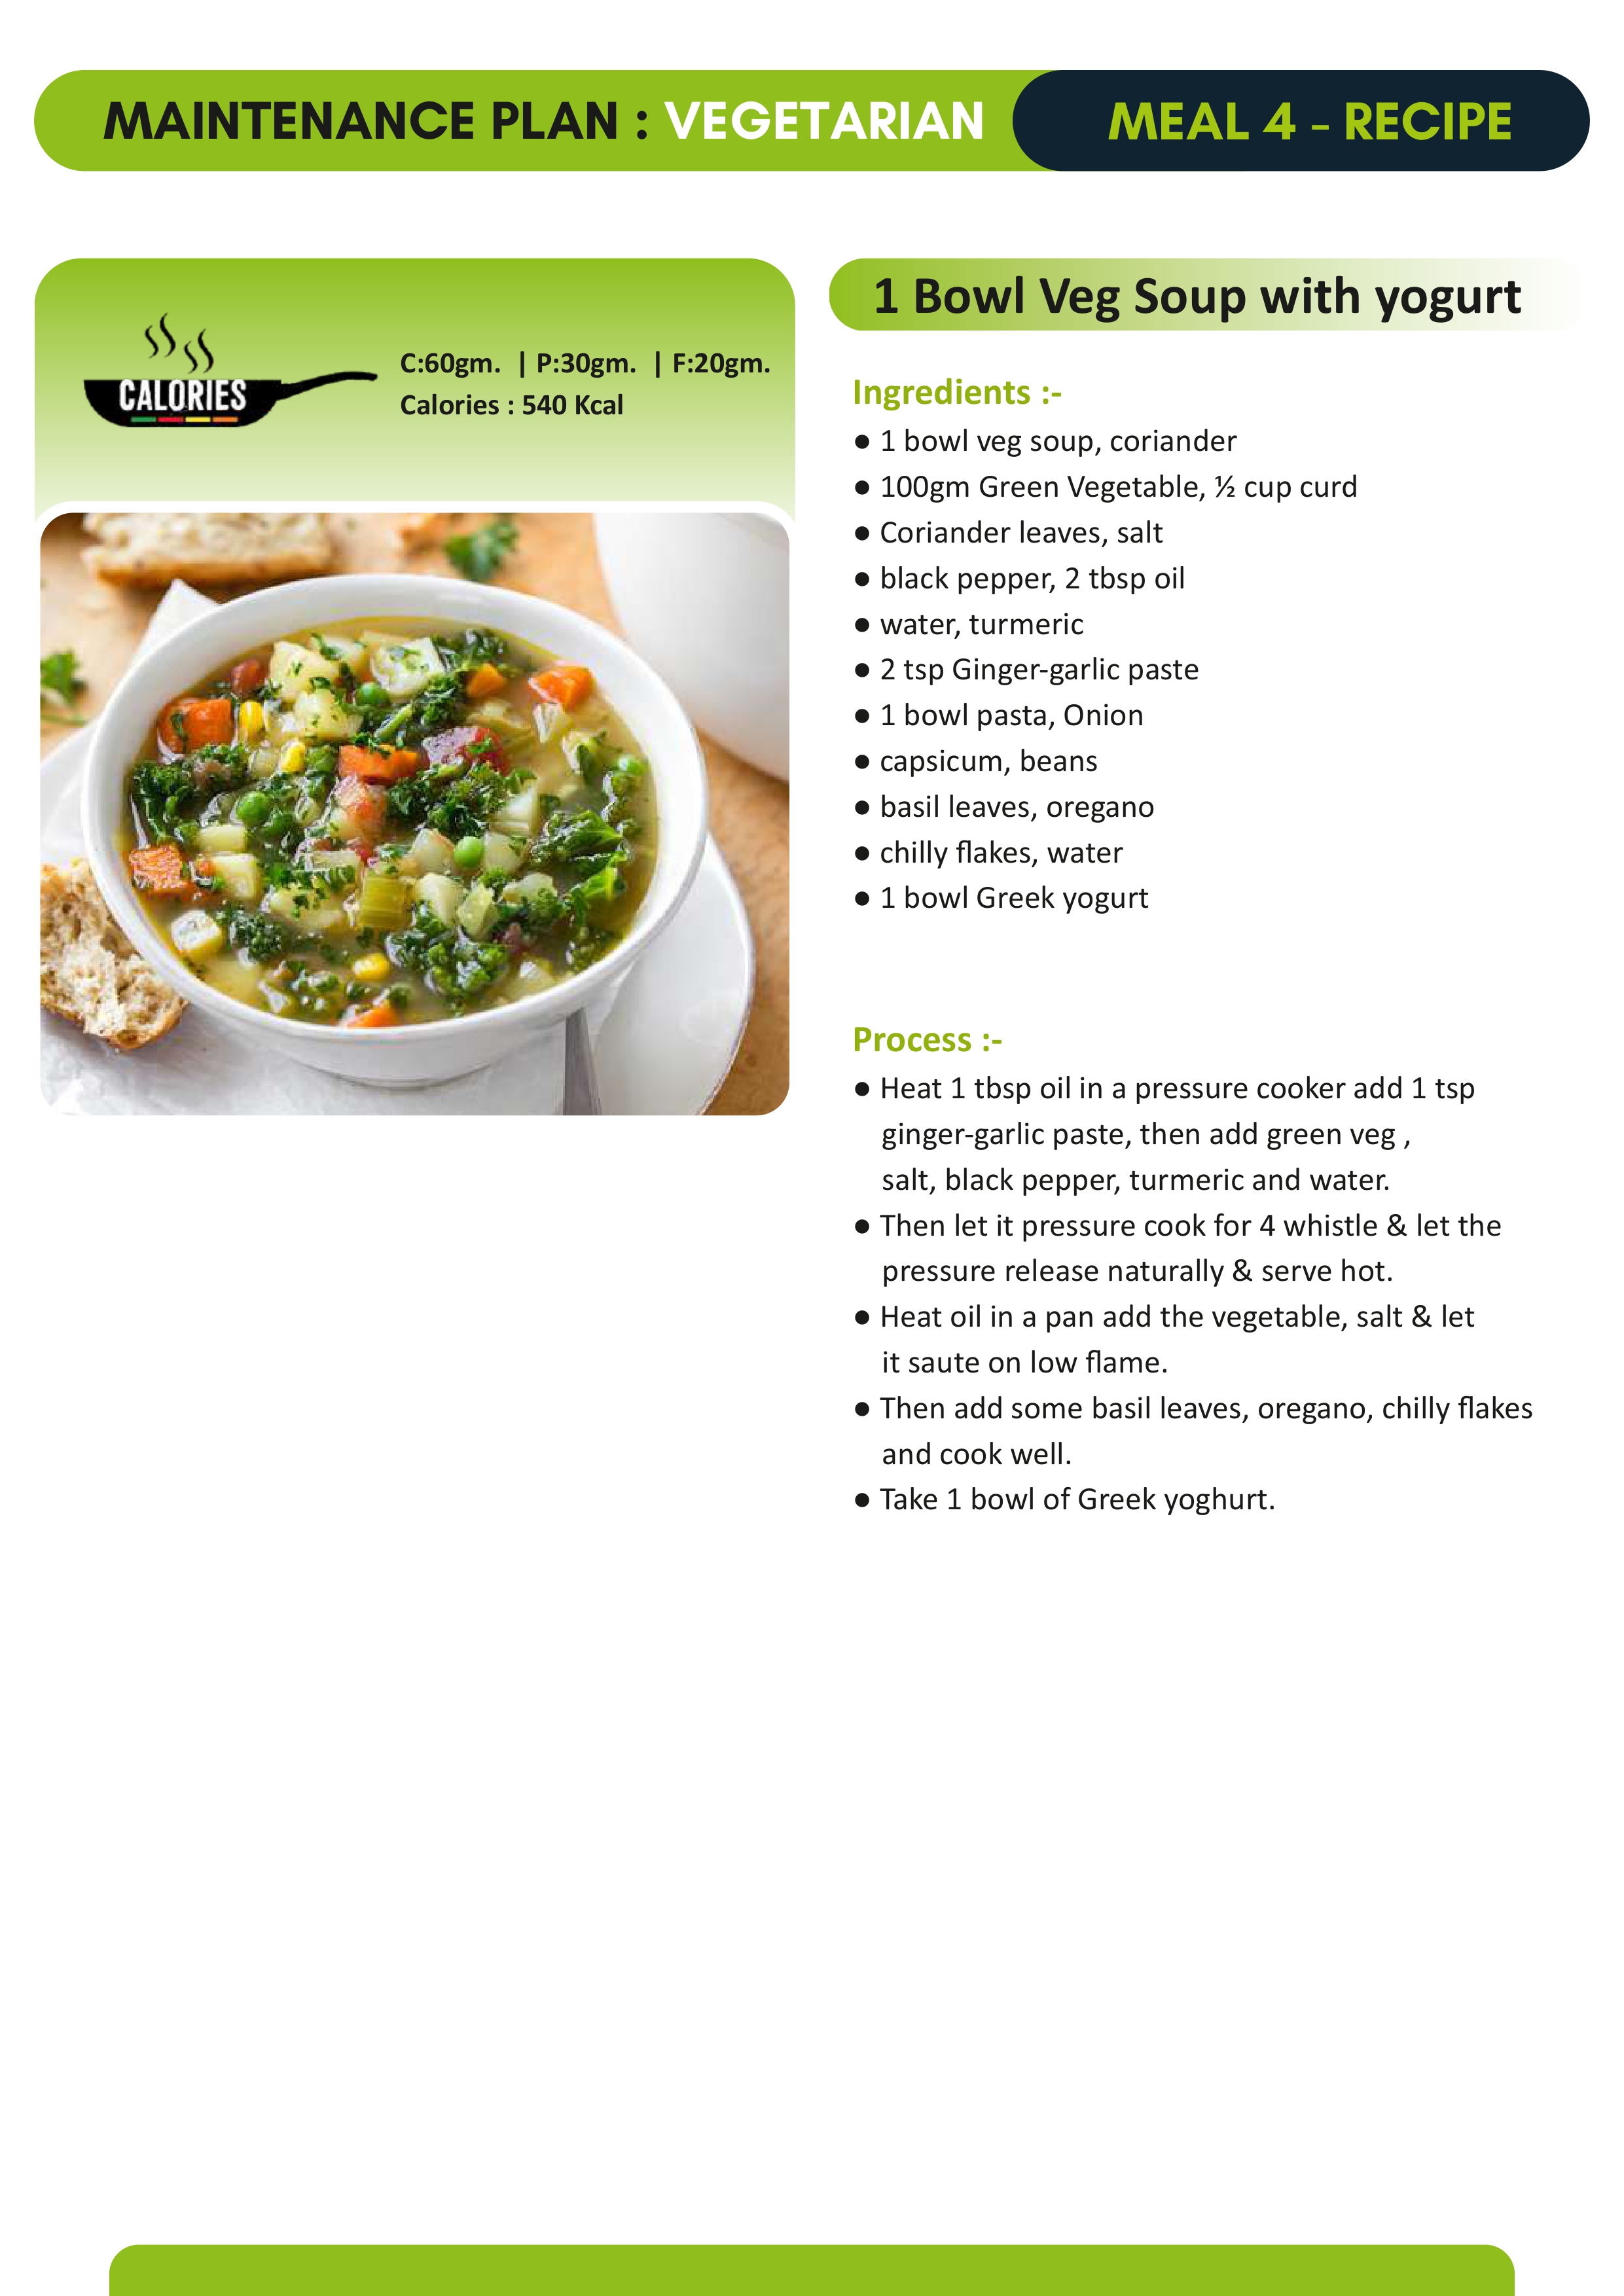 MAINTENANCE PLAN : VEGETARIAN
MEAL 4 - RECIPE
CALORIES
C:60gm. | P:30gm. | F:20gm.
Calories : 540 Kcal
1 Bowl Veg Soup with yogurt
Ingredients :-
● 1 bowl veg soup, coriander
● 100gm Green Vegetable, ½ cup curd
● Coriander leaves, salt
● black pepper, 2 tbsp oil
● water, turmeric
● 2 tsp Ginger-garlic paste
● 1 bowl pasta, Onion
● capsicum, beans
● basil leaves, oregano
● chilly flakes, water
● 1 bowl Greek yogurt
Process :-
● Heat 1 tbsp oil in a pressure cooker add 1 tsp
ginger-garlic paste, then add green veg ,
salt, black pepper, turmeric and water.
● Then let it pressure cook for 4 whistle & let the
pressure release naturally & serve hot.
● Heat oil in a pan add the vegetable, salt & let
it saute on low flame.
● Then add some basil leaves, oregano, chilly flakes
and cook well.
● Take 1 bowl of Greek yoghurt.